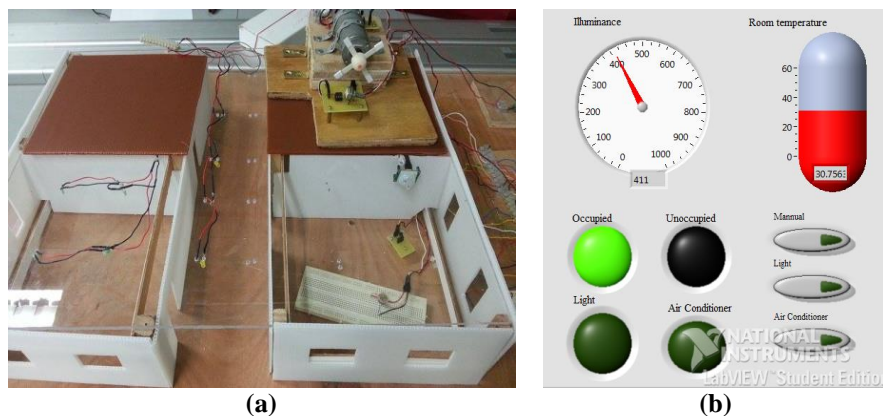 Illuminance
Room temperature
0
100
200
300
400
500
600
700
800
900
1000
411
60
40
20
0
30.756
Occupied
Unoccupied
Mannual
Light
Light
Air Conditioner
Air Conditioner
NATIONAL
INSTRUMENTS
LabVIEW Student Edition
(a)
(b)